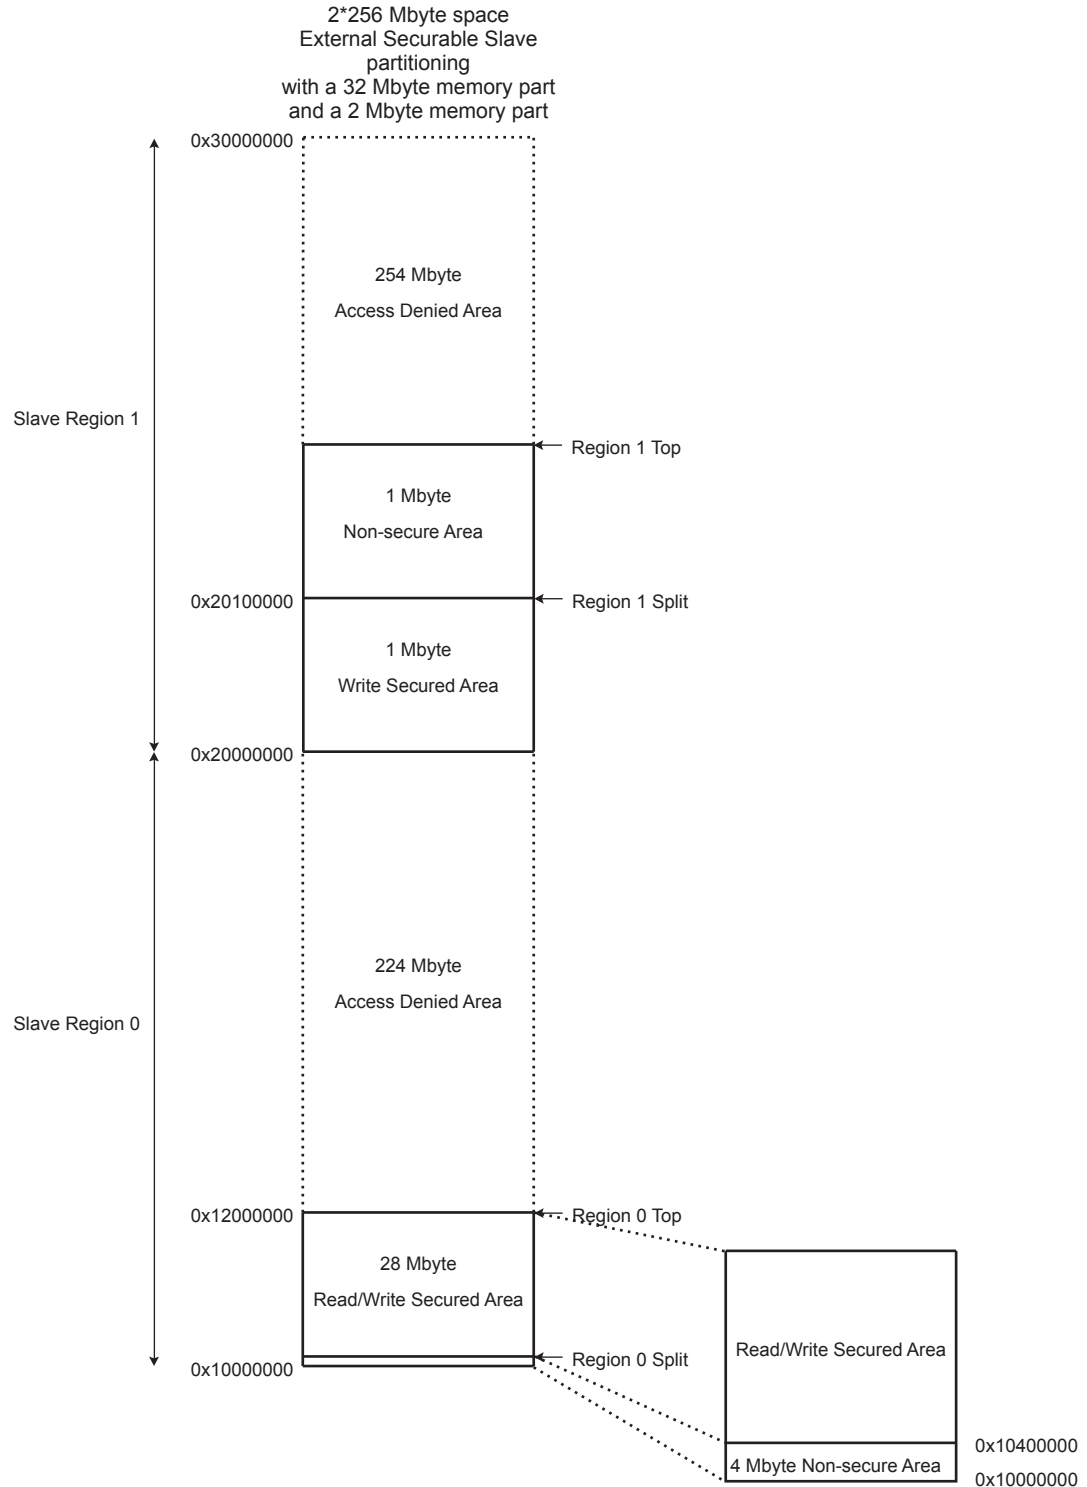 2*256 Mbyte space
External Securable Slave
partitioning
with a 32 Mbyte memory part
and a 2 Mbyte memory part
0x30000000
254 Mbyte
Access Denied Area
Slave Region 1
Region 1 Top
1 Mbyte
Non-secure Area
0x20100000
Region 1 Split
1 Mbyte
Write Secured Area
0x20000000
224 Mbyte
Access Denied Area
Slave Region 0
0x12000000
Region 0 Top
28 Mbyte
Read/Write Secured Area
Region 0 Split
0x10000000
Read/Write Secured Area
0x10400000
4 Mbyte Non-secure Area
0x10000000